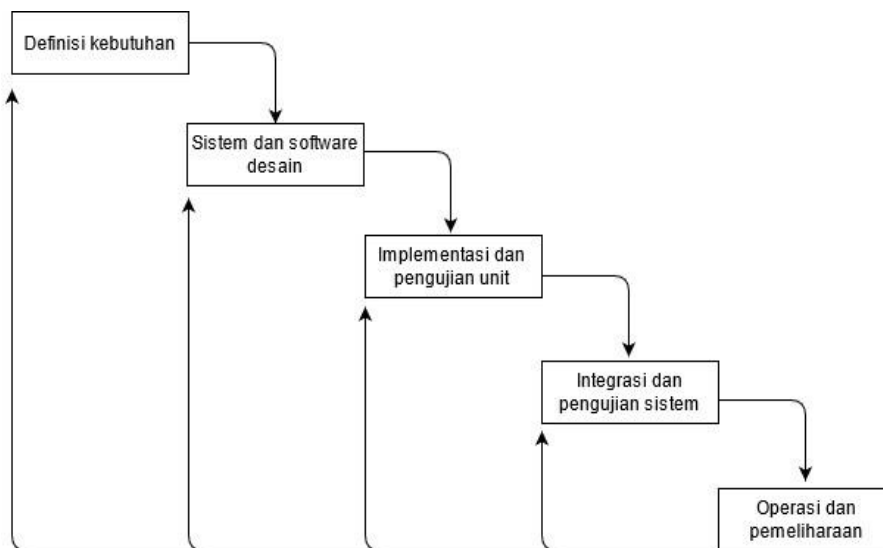 Definisi kebutuhan
Sistem dan software
desain
Implementasi dan
pengujian unit
Integrasi dan
pengujian sistem
Operasi dan
pemeliharaan